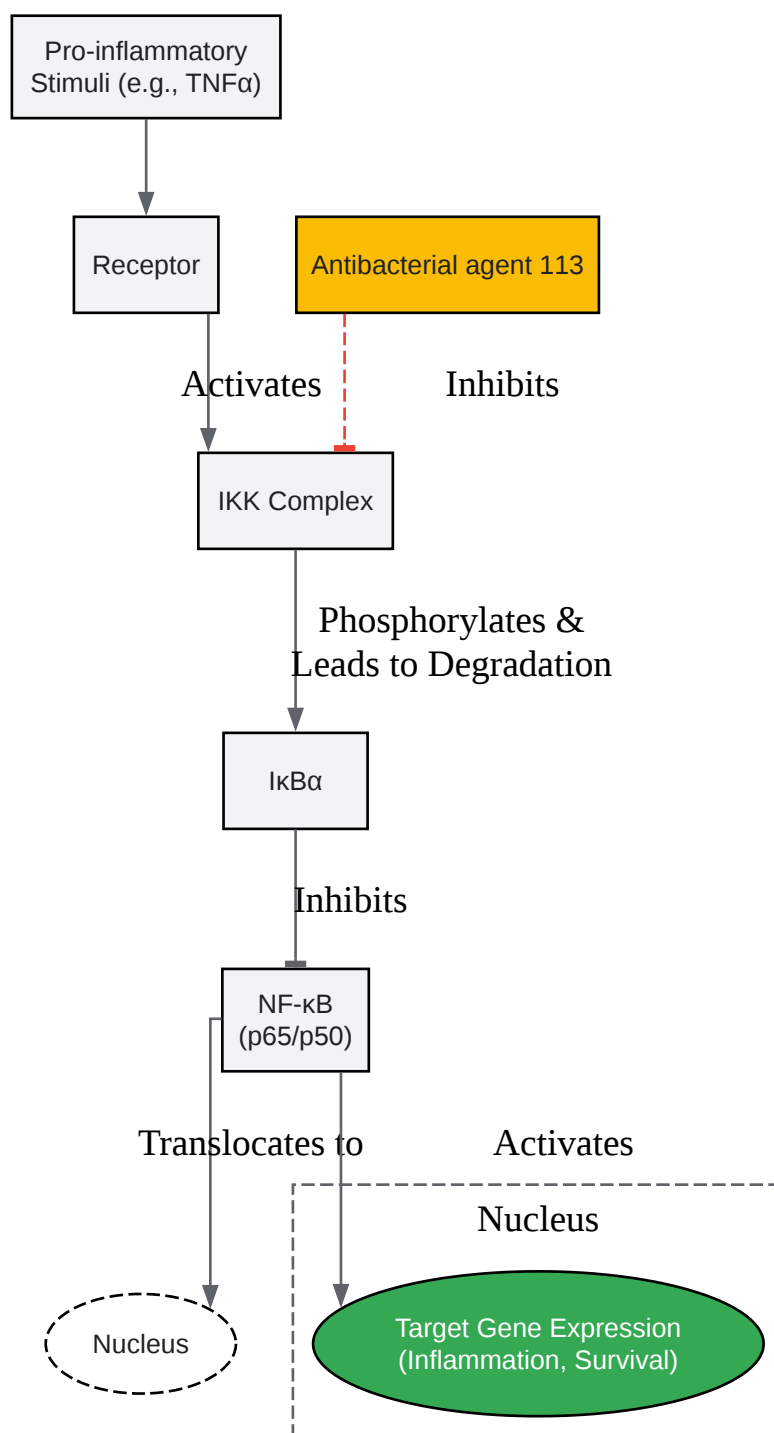 Pro-inflammatory
Stimuli (e.g., TNFα)
Receptor
Antibacterial agent 113
Activates
Inhibits
IKK Complex
Phosphorylates &
Leads to Degradation
IκBα
Inhibits
NF-κB
(p65/p50)
Translocates to
Activates
Nucleus
Nucleus
Target Gene Expression
(Inflammation, Survival)